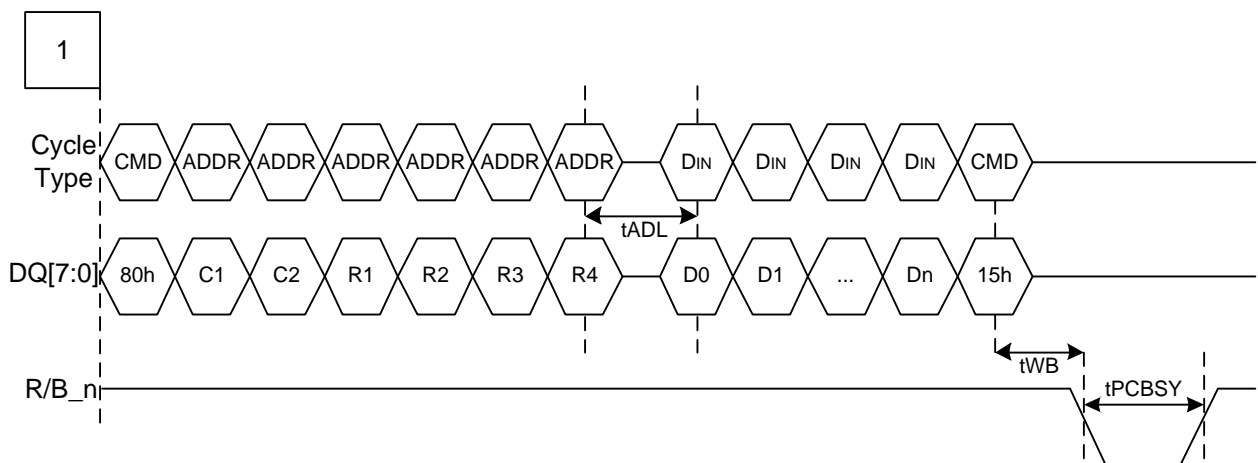 1
Cycle Type
CMD ADDR ADDR ADDR ADDR ADDR ADDR DIN DIN DIN DIN CMD
tADL
DQ[7:0]
80h C1 C2 R1 R2 R3 R4 D0 D1 ... Dn 15h
tWB
R/B_n
tPCBSY